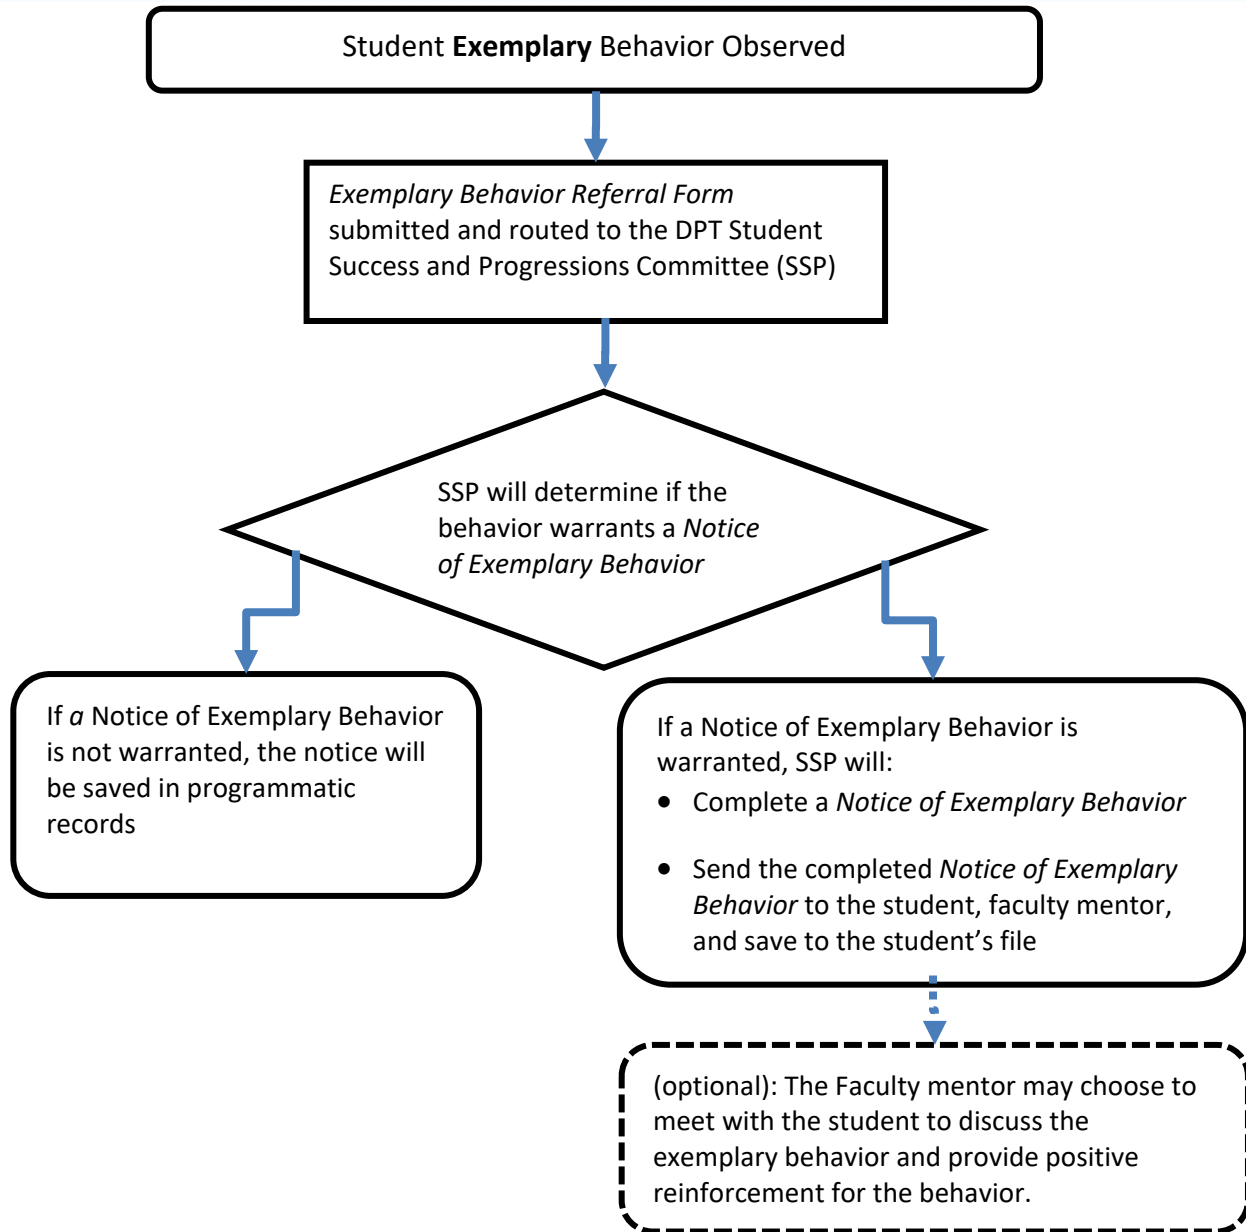 Student Exemplary Behavior Observed
Exemplary Behavior Referral Form
submitted and routed to the DPT Student
Success and Progressions Committee (SSP)
SSP will determine if the
behavior warrants a Notice
of Exemplary Behavior
If a Notice of Exemplary Behavior
is not warranted, the notice will
be saved in programmatic
records
If a Notice of Exemplary Behavior is
warranted, SSP will:
• Complete a Notice of Exemplary Behavior
• Send the completed Notice of Exemplary
Behavior to the student, faculty mentor,
and save to the student’s file
(optional): The Faculty mentor may choose to
meet with the student to discuss the
exemplary behavior and provide positive
reinforcement for the behavior.